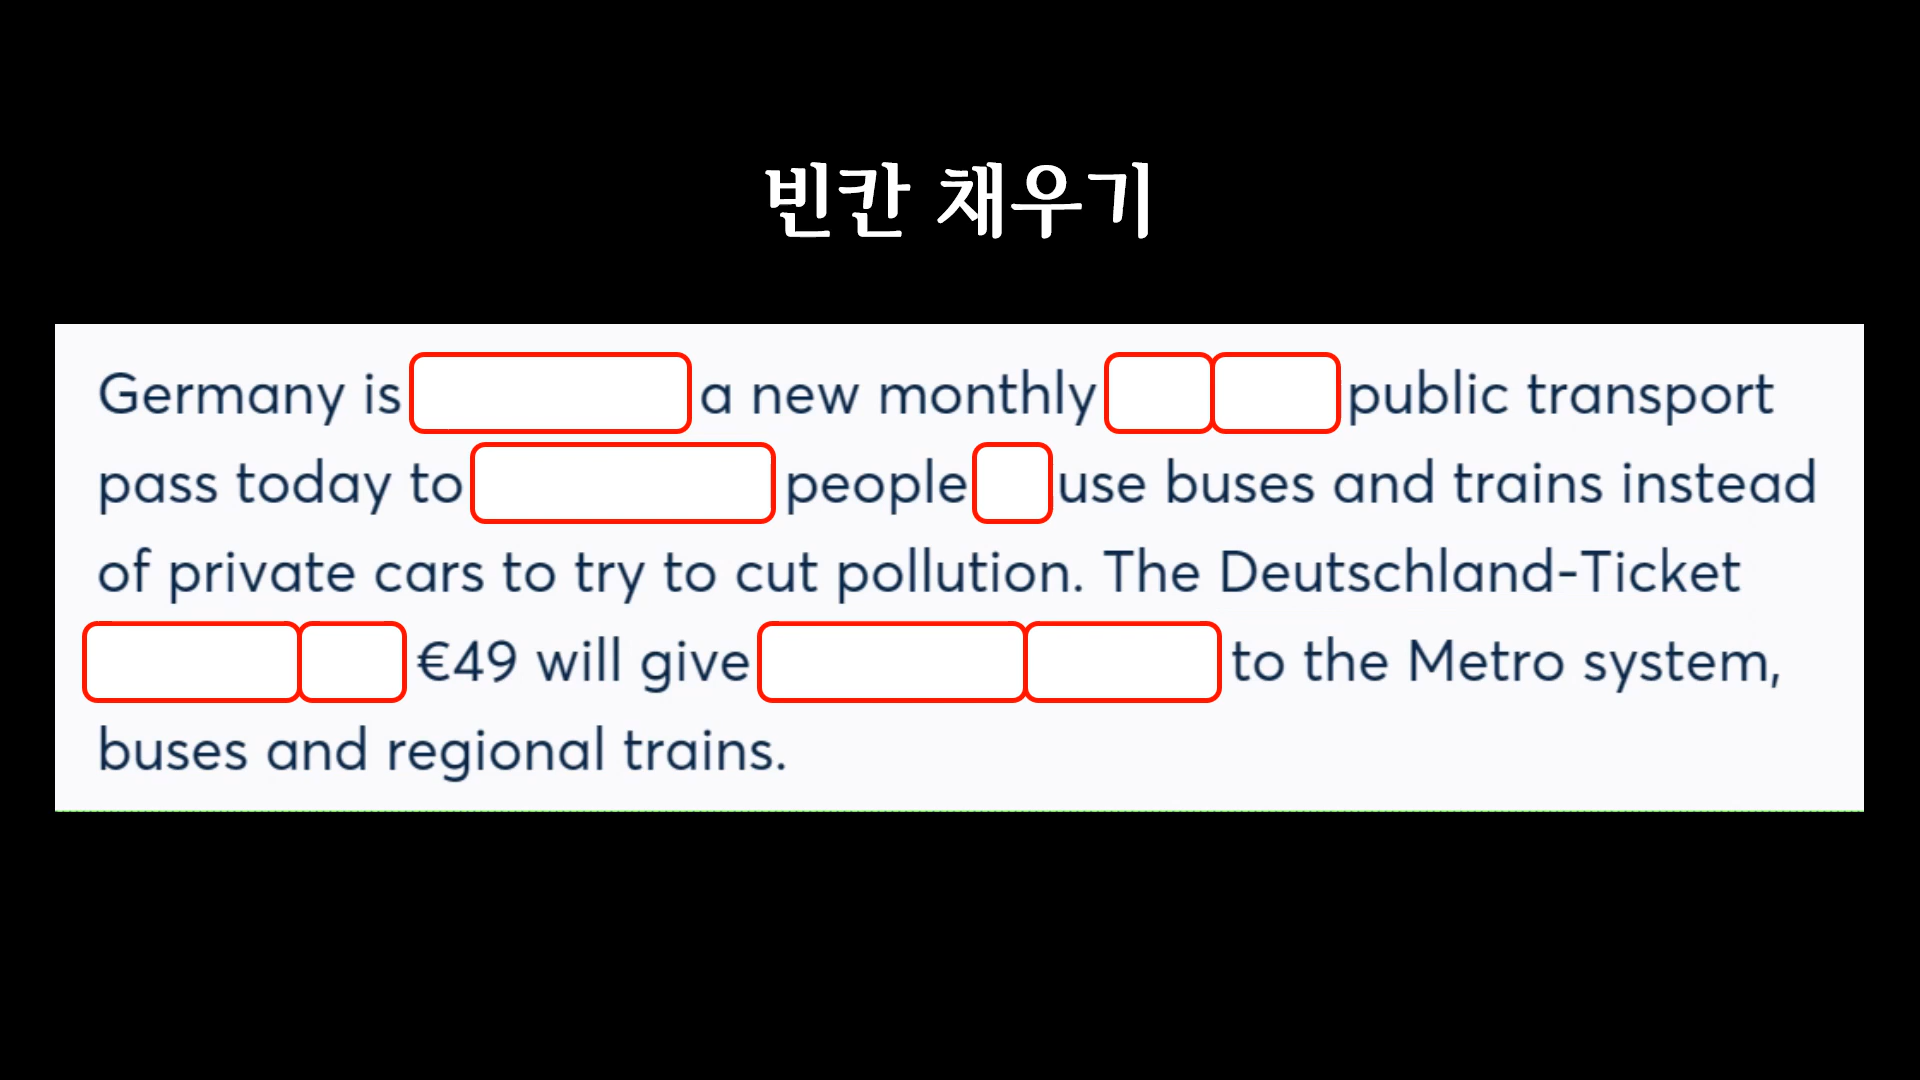 빈칸 채우기
Germany is a new monthly public transport
pass today to people use buses and trains instead
of private cars to try to cut pollution. The Deutschland-Ticket
€49 will give to the Metro system,
buses and regional trains.